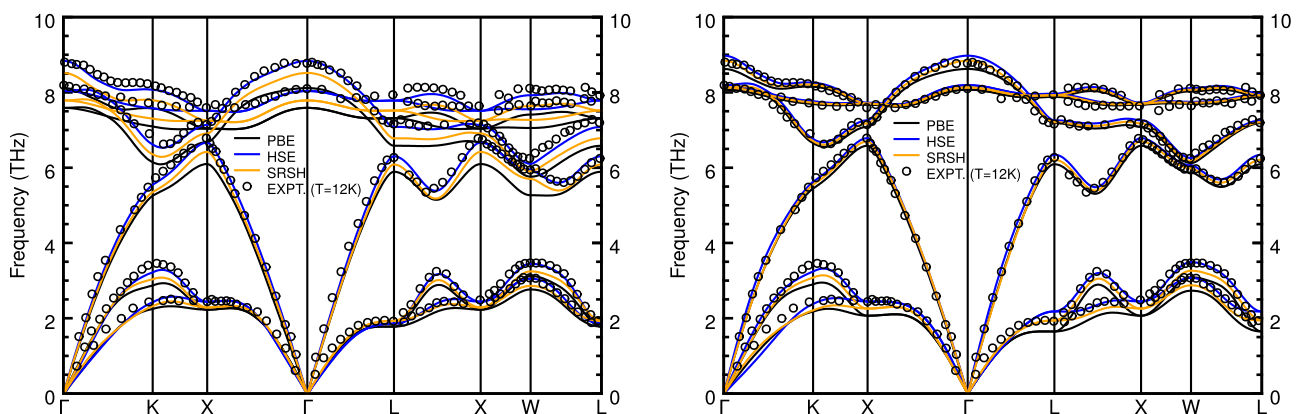 10
8
6
4
2
0
Frequency (THz)
PBE
HSE
SRSH
EXPT. (T=12K)
10
8
6
4
2
0
Γ K X Γ L X W L
10
8
6
4
2
0
Frequency (THz)
PBE
HSE
SRSH
EXPT. (T=12K)
10
8
6
4
2
0
Γ K X Γ L X W L